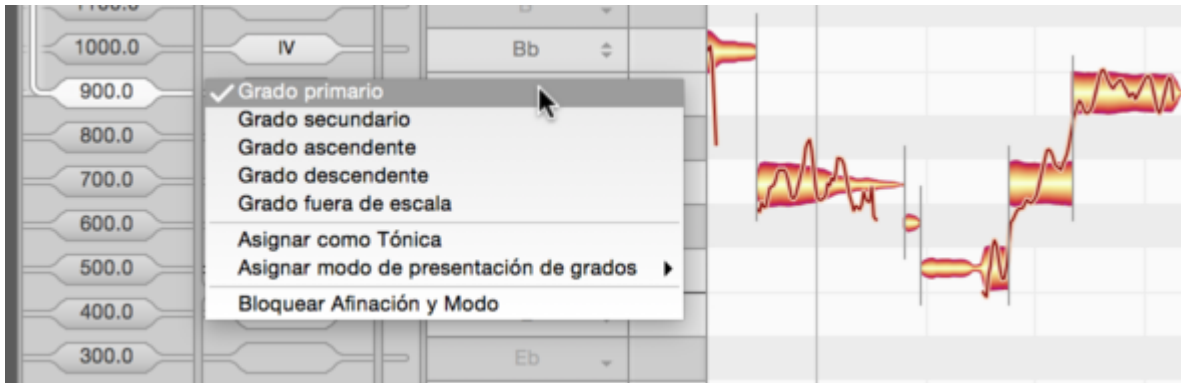 1000.0 IV Bb
900.0
Grado primario
Grado secundario
800.0
Grado ascendente
700.0
Grado descendente
Grado fuera de escala
600.0
Asignar como Tónica
500.0
Asignar modo de presentación de grados
Bloquear Afinación y Modo
400.0
300.0 Eb